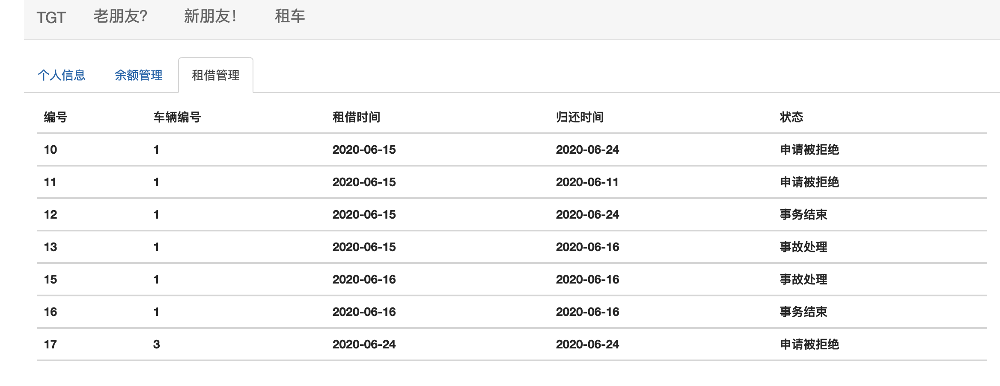 TGT 老朋友? 新朋友! 租车
个人信息 余额管理 租借管理
编号 车辆编号 租借时间 归还时间 状态
10 1 2020-06-15 2020-06-24 申请被拒绝
11 1 2020-06-15 2020-06-11 申请被拒绝
12 1 2020-06-15 2020-06-24 事务结束
13 1 2020-06-15 2020-06-16 事故处理
15 1 2020-06-16 2020-06-16 事故处理
16 1 2020-06-16 2020-06-16 事务结束
17 3 2020-06-24 2020-06-24 申请被拒绝